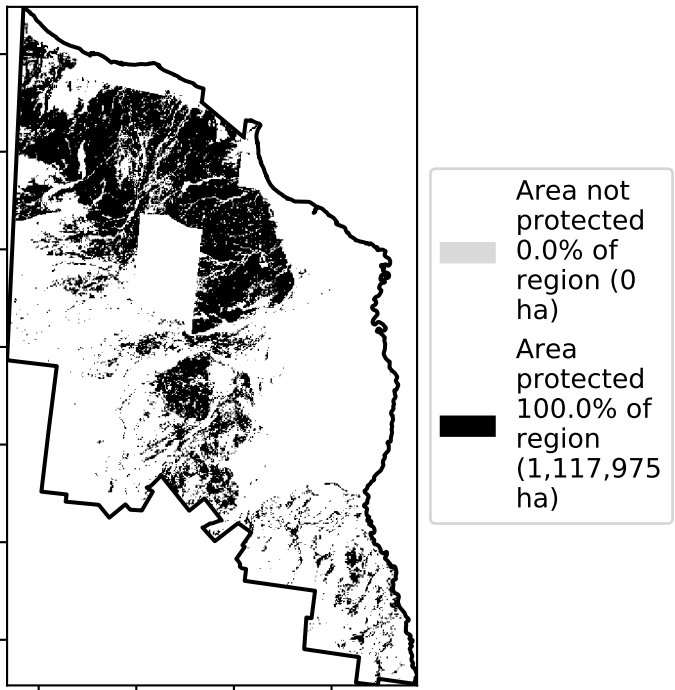 Area not
protected
0.0% of
region (0
ha)
Area
protected
100.0% of
region
(1,117,975
ha)